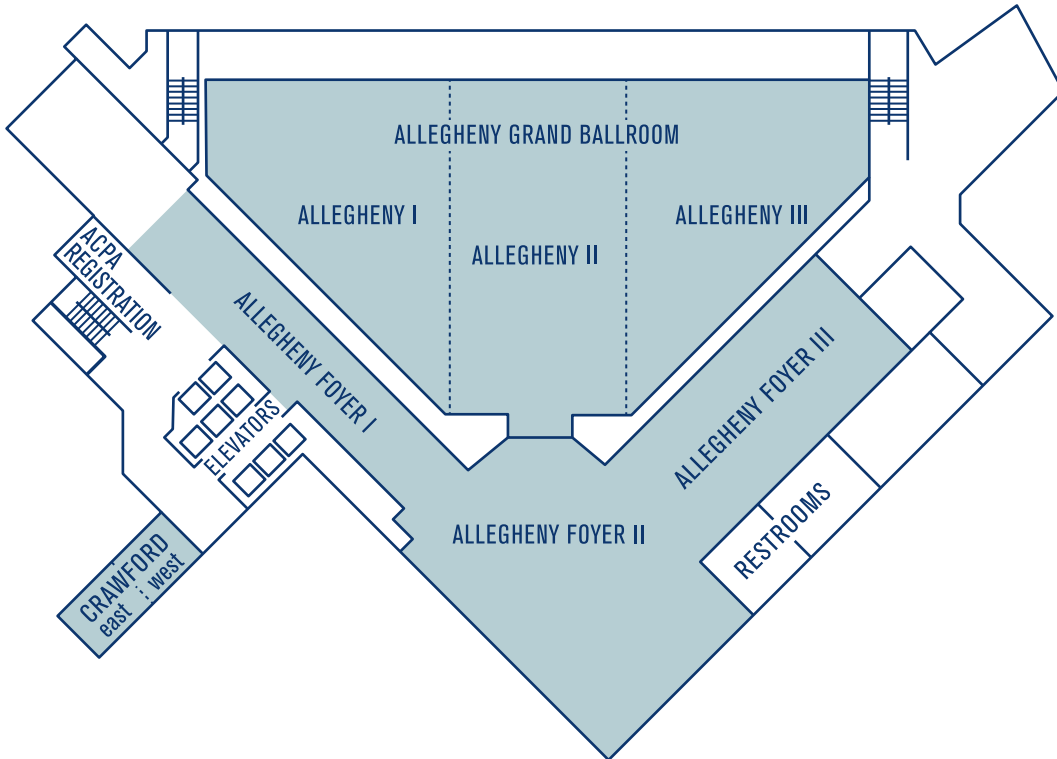 ALLEGHENY GRAND BALLROOM
ALLEGHENY I
ALLEGHENY II
ALLEGHENY III
ACPA
REGISTRATION
ALLEGHENY FOYER I
ELEVATORS
ALLEGHENY FOYER II
ALLEGHENY FOYER III
RESTROOMS
CRAWFORD
east west